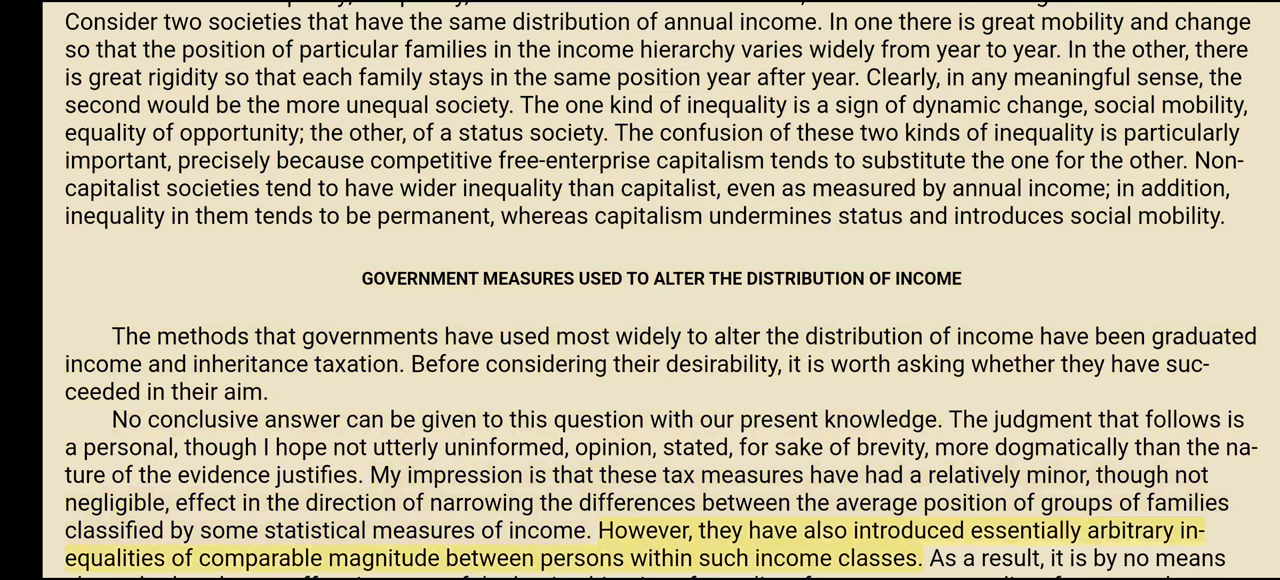 Consider two societies that have the same distribution of annual income. In one there is great mobility and change
so that the position of particular families in the income hierarchy varies widely from year to year. In the other, there
is great rigidity so that each family stays in the same position year after year. Clearly, in any meaningful sense, the
second would be the more unequal society. The one kind of inequality is a sign of dynamic change, social mobility,
equality of opportunity; the other, of a status society. The confusion of these two kinds of inequality is particularly
important, precisely because competitive free-enterprise capitalism tends to substitute the one for the other. Non-
capitalist societies tend to have wider inequality than capitalist, even as measured by annual income; in addition,
inequality in them tends to be permanent, whereas capitalism undermines status and introduces social mobility.
GOVERNMENT MEASURES USED TO ALTER THE DISTRIBUTION OF INCOME
The methods that governments have used most widely to alter the distribution of income have been graduated
income and inheritance taxation. Before considering their desirability, it is worth asking whether they have suc-
ceeded in their aim.
No conclusive answer can be given to this question with our present knowledge. The judgment that follows is
a personal, though I hope not utterly uninformed, opinion, stated, for sake of brevity, more dogmatically than the na-
ture of the evidence justifies. My impression is that these tax measures have had a relatively minor, though not
negligible, effect in the direction of narrowing the differences between the average position of groups of families
classified by some statistical measures of income. However, they have also introduced essentially arbitrary in-
equalities of comparable magnitude between persons within such income classes. As a result, it is by no means